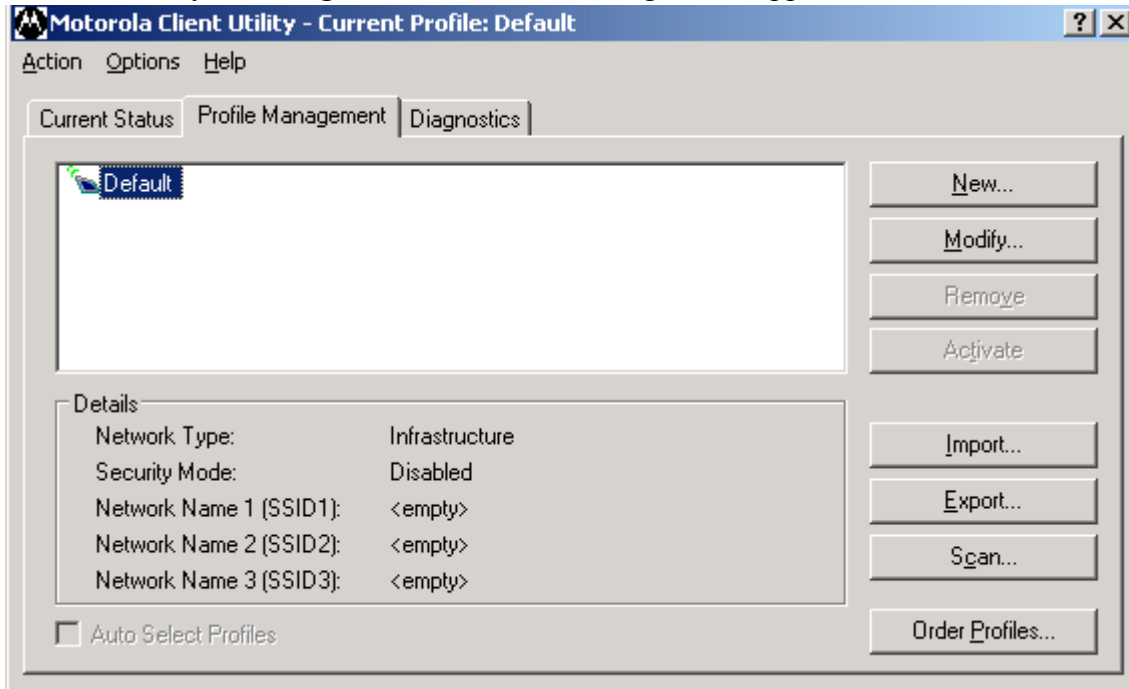 Motorola Client Utility - Current Profile: Default
Action Options Help
Current Status Profile Management Diagnostics
Default
New...
Modify...
Remove
Activate
Details
Network Type: Infrastructure
Security Mode: Disabled
Network Name 1 (SSID1): <empty>
Network Name 2 (SSID2): <empty>
Network Name 3 (SSID3): <empty>
Import...
Export...
Scan...
Auto Select Profiles
Order Profiles...